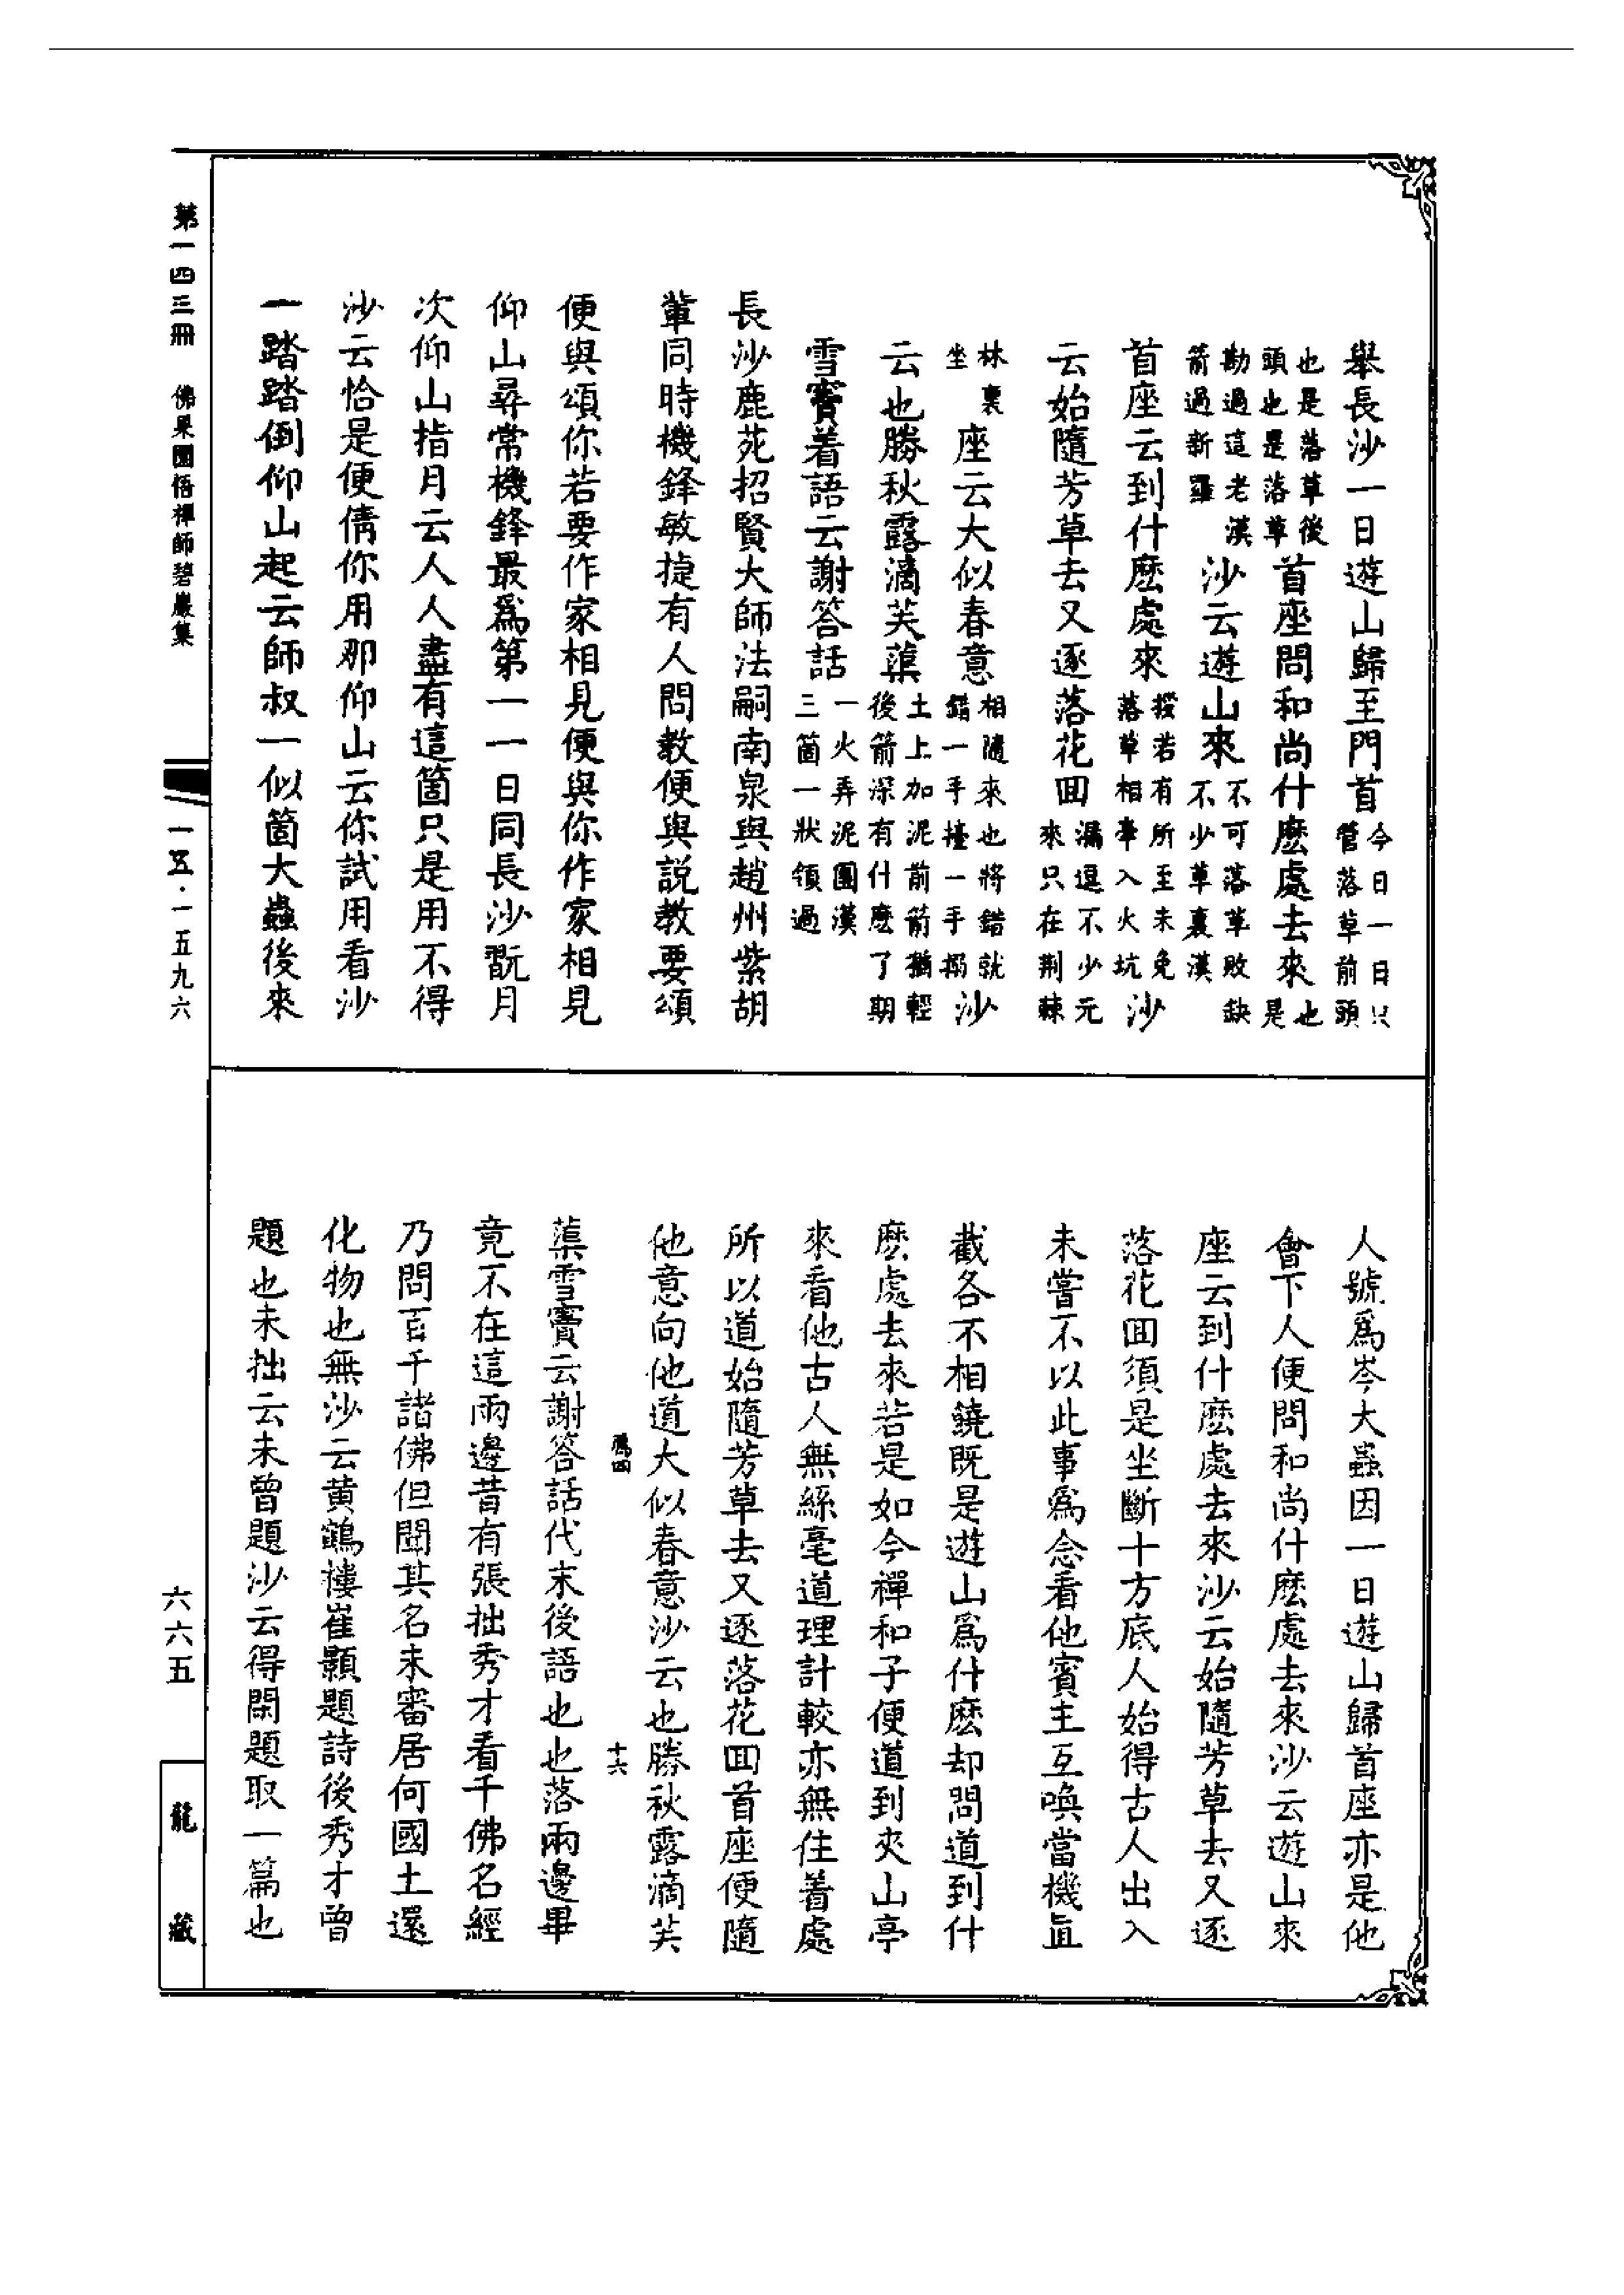 舉長沙一日遊山歸至門首今日一日只管落草前頭
也是落草後頭也是落草首座問和尚什麽處去來也是
勘過這老漢箭過新羅沙云遊山來不可落草敗缺不少草裏漢
首座云到什麽處來拶若有所至未免落草相牽入火坑沙
云始隨芳草去又逐落花囬漏逗不少元來只在荆棘
林裏坐座云大似春意相隨來也將錯就錯一手擡一手搦沙
云也勝秋露滴芙蕖土上加泥前箭猶輕後箭深有什麽了期
雪竇着語云謝答話一火弄泥團漢三箇一狀領過
長沙鹿苑招賢大師法嗣南泉與趙州紫胡
輩同時機鋒敏捷有人問教便與説教要頌
便與頌你若要作家相見便與你作家相見
仰山尋常機鋒最爲第一一日同長沙翫月
次仰山指月云人人盡有這箇只是用不得
沙云恰是便倩你用那仰山云你試用看沙
一踏踏倒仰山起云師叔一似箇大蟲後來
人號爲岑大蟲因一日遊山歸首座亦是他
會下人便問和尚什麽處去來沙云遊山來
座云到什麽處去來沙云始隨芳草去又逐
落花囬須是坐斷十方底人始得古人出入
未嘗不以此事爲念看他賓主互喚當機直
截各不相饒既是遊山爲什麽却問道到什
麽處去來若是如今禪和子便道到夾山亭
來看他古人無絲毫道理計較亦無住着處
所以道始隨芳草去又逐落花囬首座便隨
他意向他道大似春意沙云也勝秋露滴芙
十六
蕖雪竇云謝答話代末後語也也落兩邊畢
竟不在這兩邊昔有張拙秀才看千佛名經
乃問百千諸佛但聞其名未審居何國土還
化物也無沙云黄鶴樓崔顥題詩後秀才曾
題也未拙云未曾題沙云得閑題取一篇也
第一四三冊 佛果圜悟禪師碧巖集
一五·一五九六
六六五
龍藏